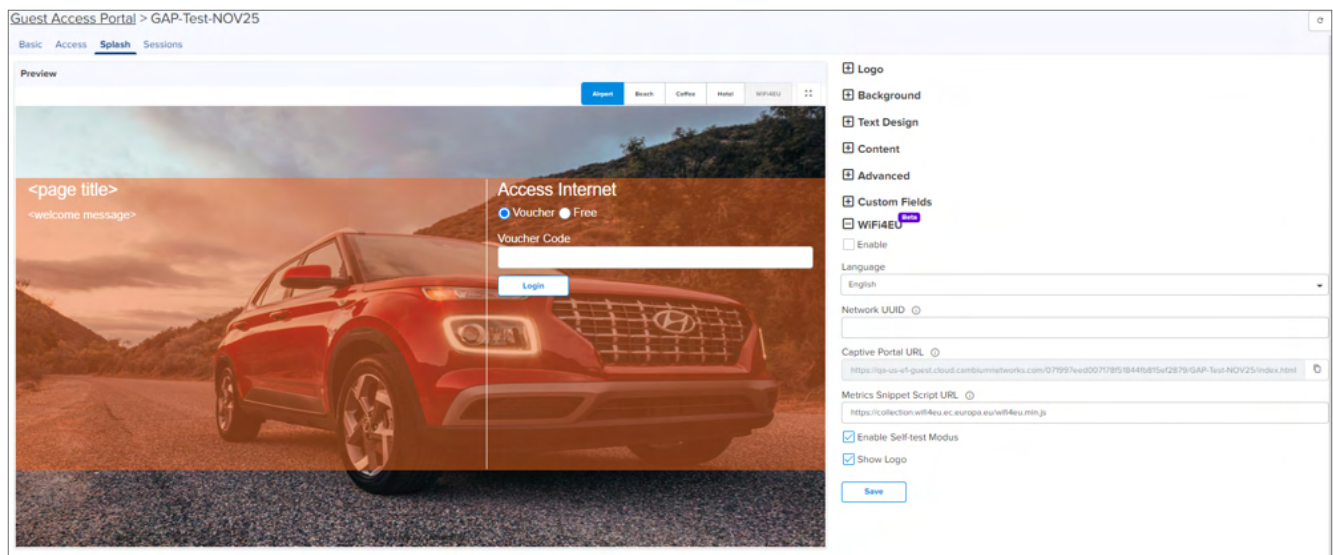 Guest Access Portal > GAP-Test-NOV25
Basic Access Splash Sessions
Preview
Airport Beach Coffee Hotel WiFi4EU
<page title>
<welcome message>
Access Internet
Voucher Free
Voucher Code
Login
Logo
Background
Text Design
Content
Advanced
Custom Fields
WiFi4EU Beta
Enable
Language
English
Network UUID
Captive Portal URL
Metrics Snippet Script URL
https://collection.wifi4eu.ec.europa.eu/wifi4eu.min.js
Enable Self-test Modus
Show Logo
Save